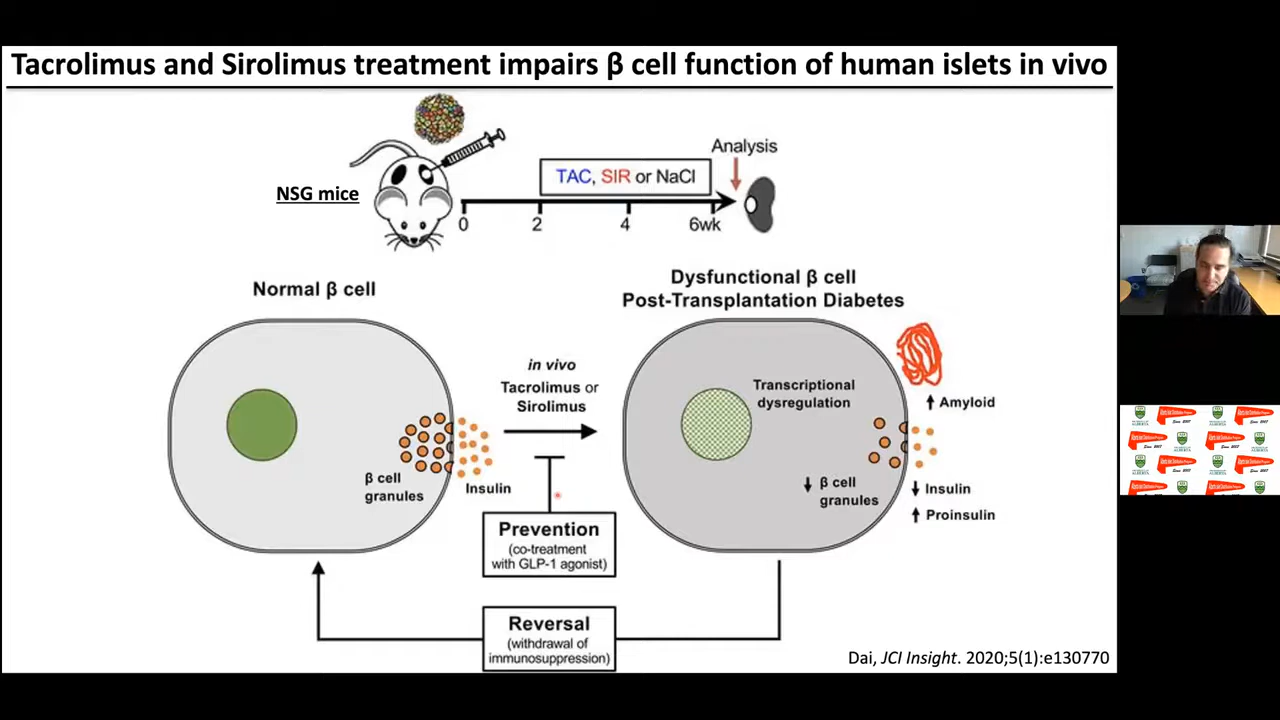 Tacrolimus and Sirolimus treatment impairs β cell function of human islets in vivo
Analysis
TAC, SIR or NaCl
NSG mice
0 2 4 6wk
Normal β cell
Dysfunctional β cell
Post-Transplantation Diabetes
in vivo
Tacrolimus or
Sirolimus
Transcriptional
dysregulation
↑ Amyloid
β cell
granules
Insulin
↓ β cell
granules
↓ Insulin
↑ Proinsulin
Prevention
(co-treatment
with GLP-1 agonist)
Reversal
(withdrawal of
immunosuppression)
Dai, JCI Insight. 2020;5(1):e130770